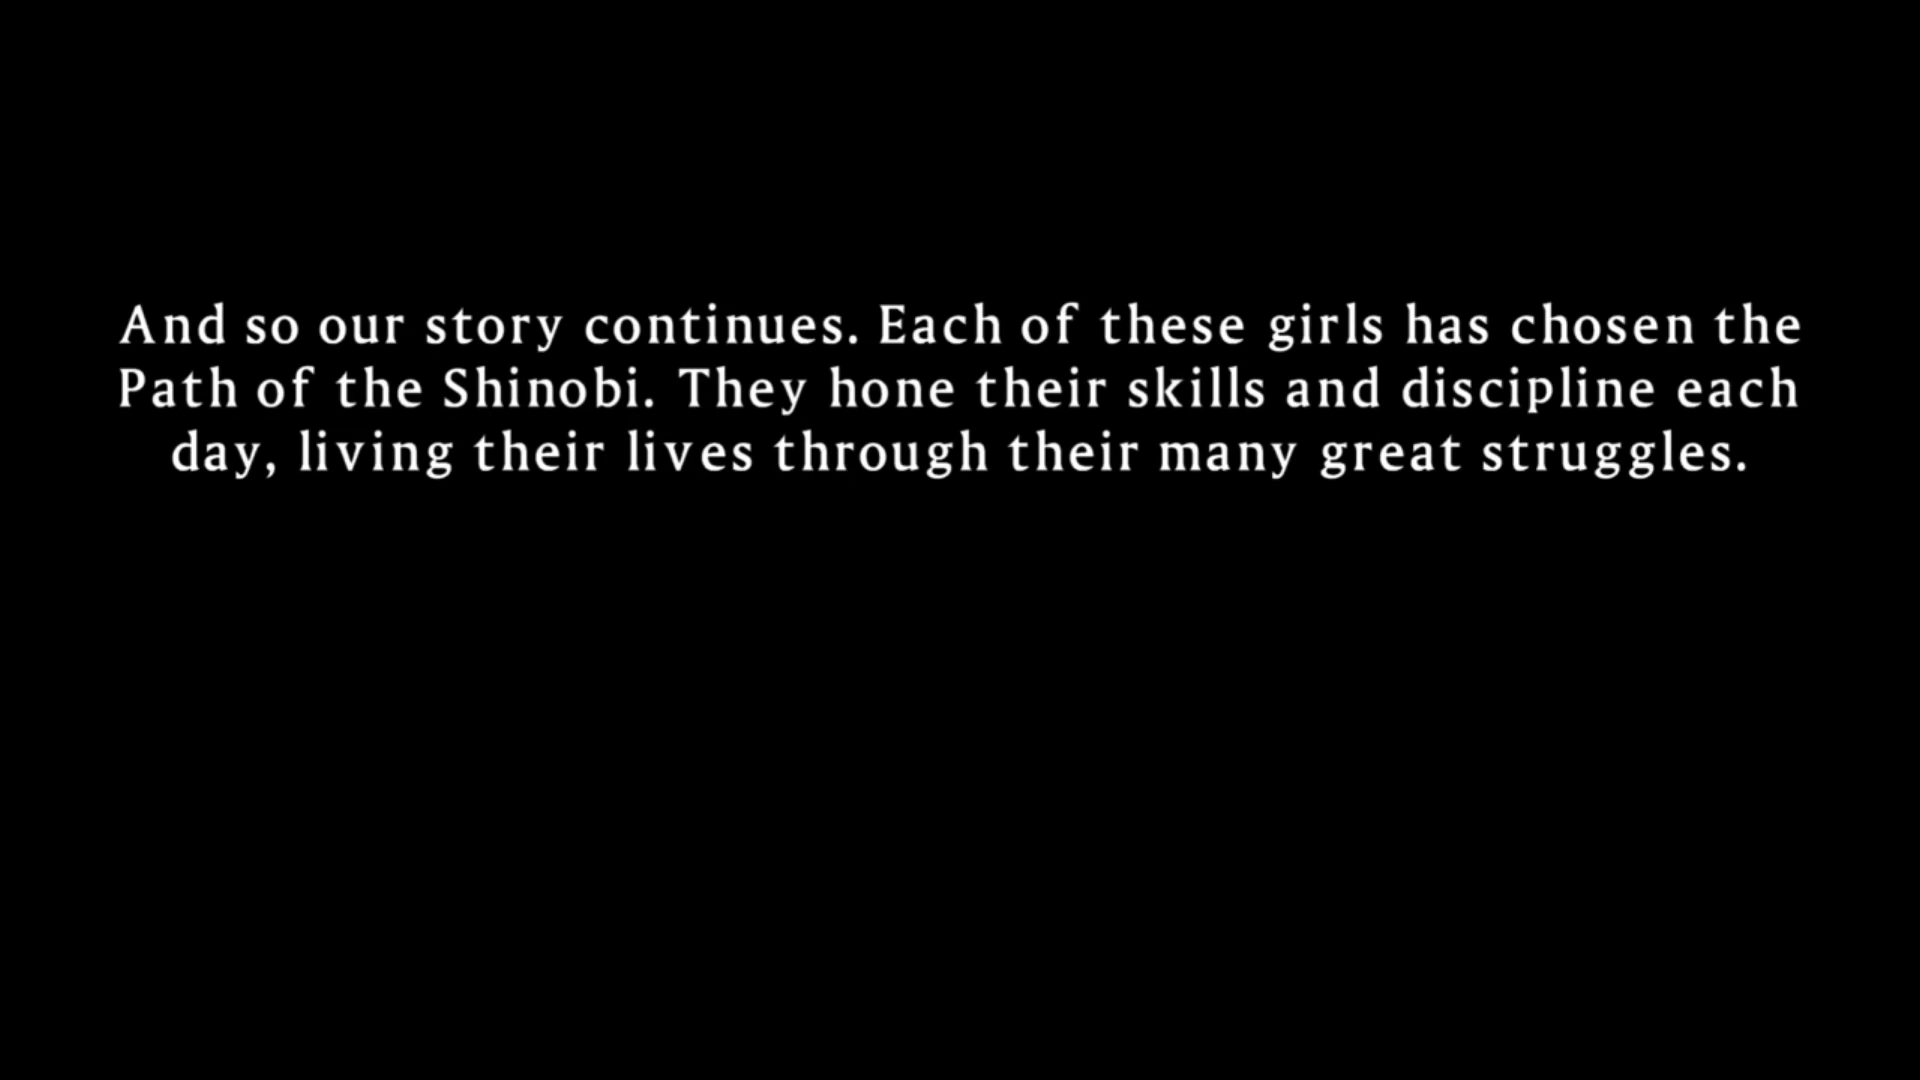 And so our story continues. Each of these girls has chosen the
Path of the Shinobi. They hone their skills and discipline each
day, living their lives through their many great struggles.